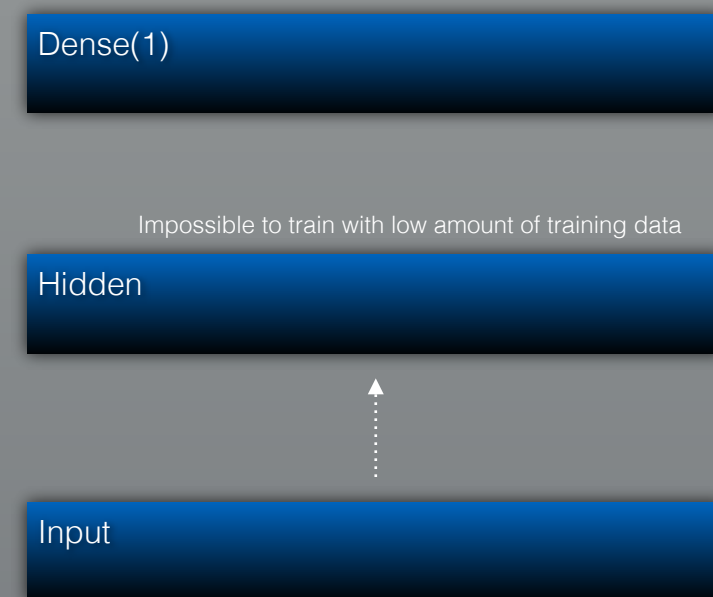 Dense(1)
Impossible to train with low amount of training data
Hidden
Input